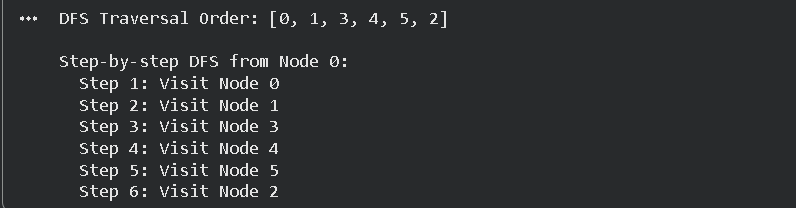 ••• DFS Traversal Order: [0, 1, 3, 4, 5, 2]
Step-by-step DFS from Node 0:
Step 1: Visit Node 0
Step 2: Visit Node 1
Step 3: Visit Node 3
Step 4: Visit Node 4
Step 5: Visit Node 5
Step 6: Visit Node 2